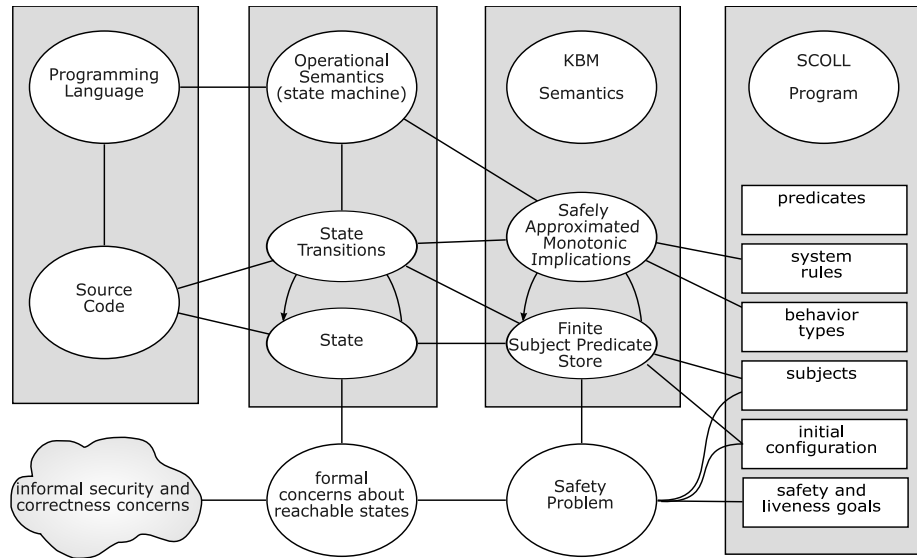 Programming
Language
Source
Code
Operational
Semantics
(state machine)
State
Transitions
State
KBM
Semantics
Safely
Approximated
Monotonic
Implications
Finite
Subject Predicate
Store
SCOLL
Program
predicates
system
rules
behavior
types
subjects
initial
configuration
safety and
liveness goals
informal security and
correctness concerns
formal
concerns about
reachable states
Safety
Problem